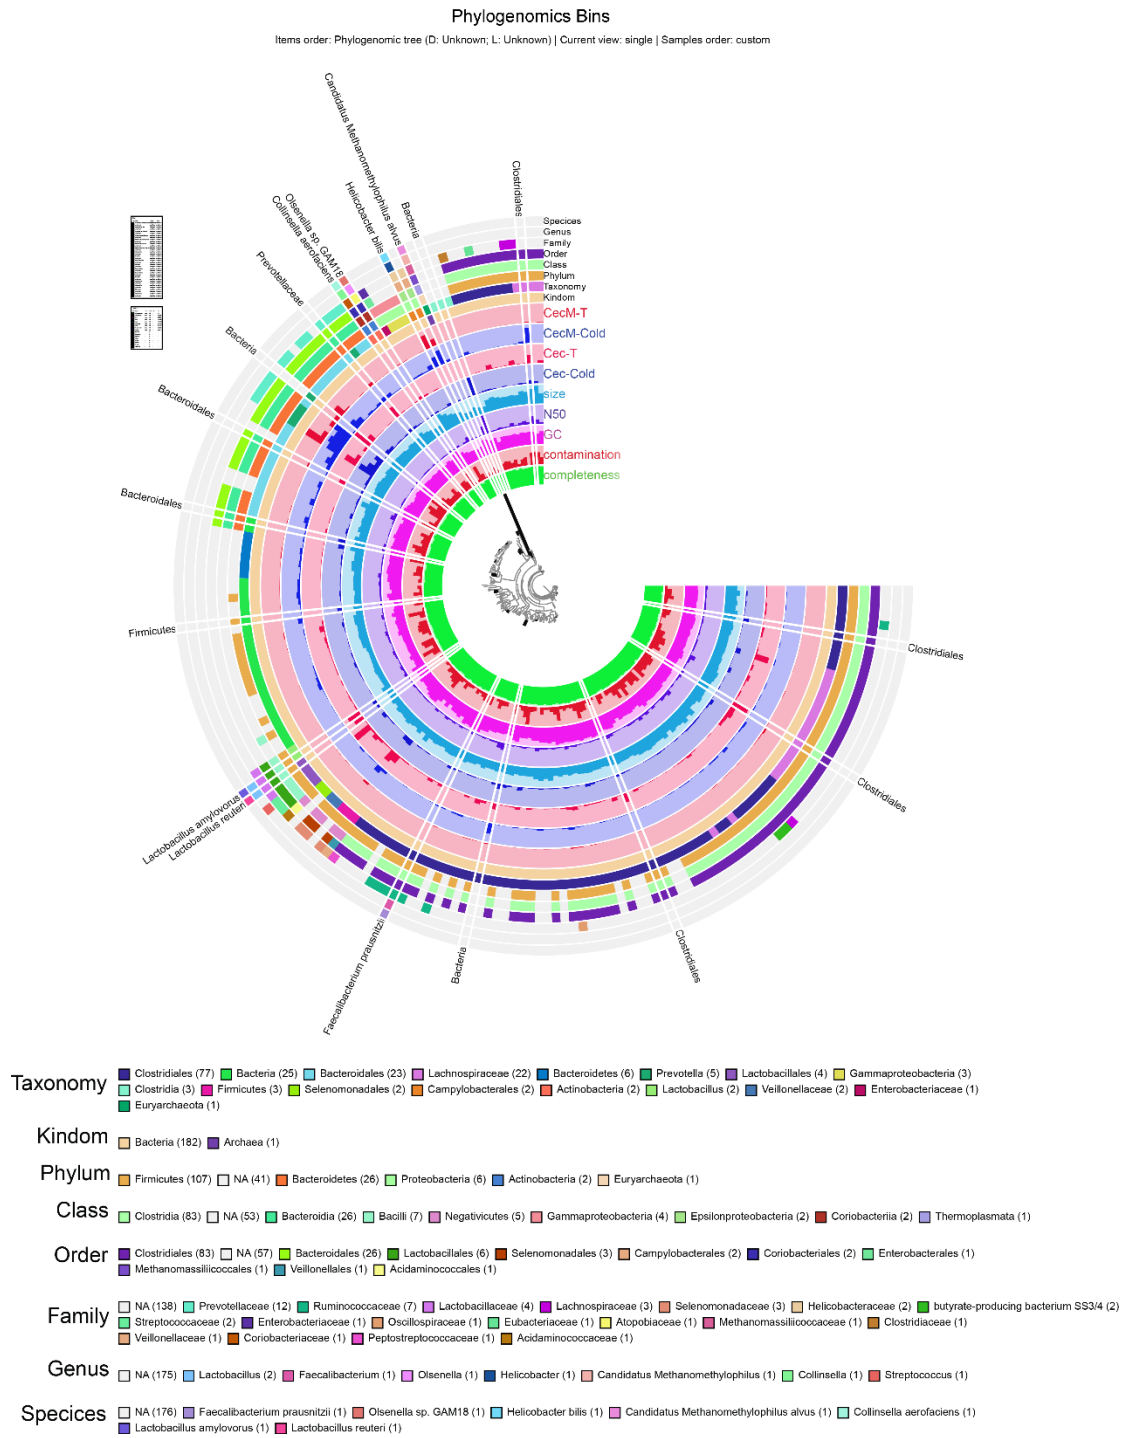 Phylogenomics Bins
Items order: Phylogenomic tree (D: Unknown; L: Unknown) | Current view: single | Samples order: custom
Candidatus Methanomethylophilus alvus
Clostridiales
Helicobacter bilis
Bacteria
Olsenella sp. GAM18
Collinsella aerofaciens
Prevotellaceae
Bacteria
Bacteroidales
Bacteroidales
Firmicutes
Lactobacillus amylovorus
Lactobacillus reuteri
Faecalibacterium prausnitzii
Bacteria
Clostridiales
Clostridiales
Clostridiales
Specices
Genus
Family
Order
Class
Phylum
Taxonomy
Kindom
CecM-T
CecM-Cold
Cec-T
Cec-Cold
size
N50
GC
contamination
completeness
Taxonomy
Clostridiales (77) Bacteria (25) Bacteroidales (23) Lachnospiraceae (22) Bacteroidetes (6) Prevotella (5) Lactobacillales (4) Gammaproteobacteria (3)
Clostridia (3) Firmicutes (3) Selenomonadales (2) Campylobacterales (2) Actinobacteria (2) Lactobacillus (2) Veillonellaceae (2) Enterobacteriaceae (1)
Euryarchaeota (1)
Kindom
Bacteria (182) Archaea (1)
Phylum
Firmicutes (107) NA (41) Bacteroidetes (26) Proteobacteria (6) Actinobacteria (2) Euryarchaeota (1)
Class
Clostridia (83) NA (53) Bacteroidia (26) Bacilli (7) Negativicutes (5) Gammaproteobacteria (4) Epsilonproteobacteria (2) Coriobacteriia (2) Thermoplasmata (1)
Order
Clostridiales (83) NA (57) Bacteroidales (26) Lactobacillales (6) Selenomonadales (3) Campylobacterales (2) Coriobacteriales (2) Enterobacterales (1)
Methanomassiliicoccales (1) Veillonellales (1) Acidaminococcales (1)
Family
NA (138) Prevotellaceae (12) Ruminococcaceae (7) Lactobacillaceae (4) Lachnospiraceae (3) Selenomonadaceae (3) Helicobacteraceae (2) butyrate-producing bacterium SS3/4 (2)
Streptococcaceae (2) Enterobacteriaceae (1) Oscillospiraceae (1) Eubacteriaceae (1) Atopobiaceae (1) Methanomassiliicoccaceae (1) Clostridiaceae (1)
Veillonellaceae (1) Coriobacteriaceae (1) Peptostreptococcaceae (1) Acidaminococcaceae (1)
Genus
NA (175) Lactobacillus (2) Faecalibacterium (1) Olsenella (1) Helicobacter (1) Candidatus Methanomethylophilus (1) Collinsella (1) Streptococcus (1)
Specices
NA (176) Faecalibacterium prausnitzii (1) Olsenella sp. GAM18 (1) Helicobacter bilis (1) Candidatus Methanomethylophilus alvus (1) Collinsella aerofaciens (1)
Lactobacillus amylovorus (1) Lactobacillus reuteri (1)